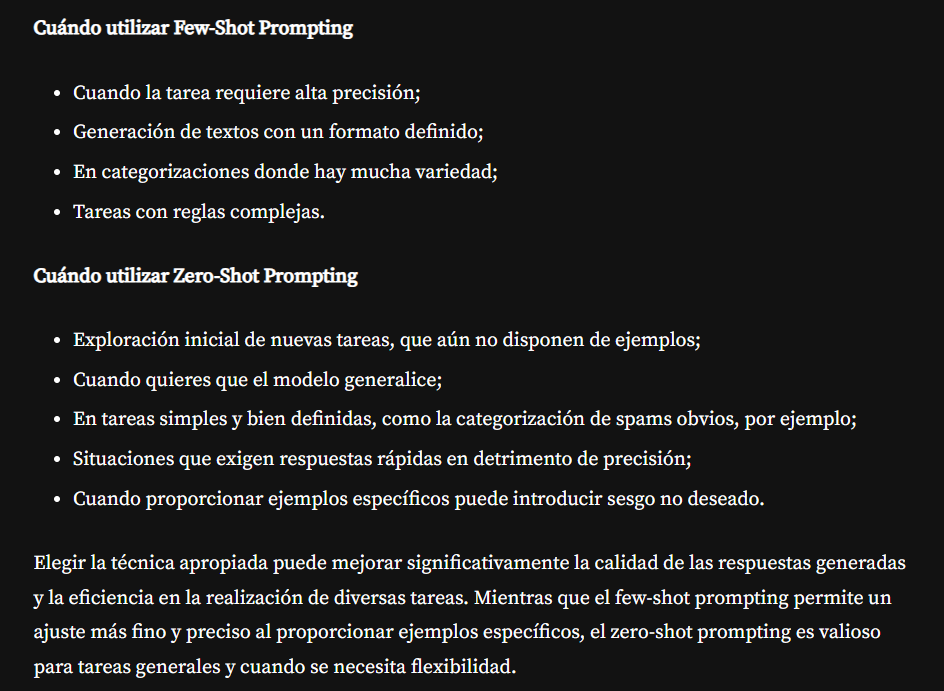 Cuándo utilizar Few-Shot Prompting
• Cuando la tarea requiere alta precisión;
• Generación de textos con un formato definido;
• En categorizaciones donde hay mucha variedad;
• Tareas con reglas complejas.
Cuándo utilizar Zero-Shot Prompting
• Exploración inicial de nuevas tareas, que aún no disponen de ejemplos;
• Cuando quieres que el modelo generalice;
• En tareas simples y bien definidas, como la categorización de spams obvios, por ejemplo;
• Situaciones que exigen respuestas rápidas en detrimento de precisión;
• Cuando proporcionar ejemplos específicos puede introducir sesgo no deseado.
Elegir la técnica apropiada puede mejorar significativamente la calidad de las respuestas generadas
y la eficiencia en la realización de diversas tareas. Mientras que el few-shot prompting permite un
ajuste más fino y preciso al proporcionar ejemplos específicos, el zero-shot prompting es valioso
para tareas generales y cuando se necesita flexibilidad.